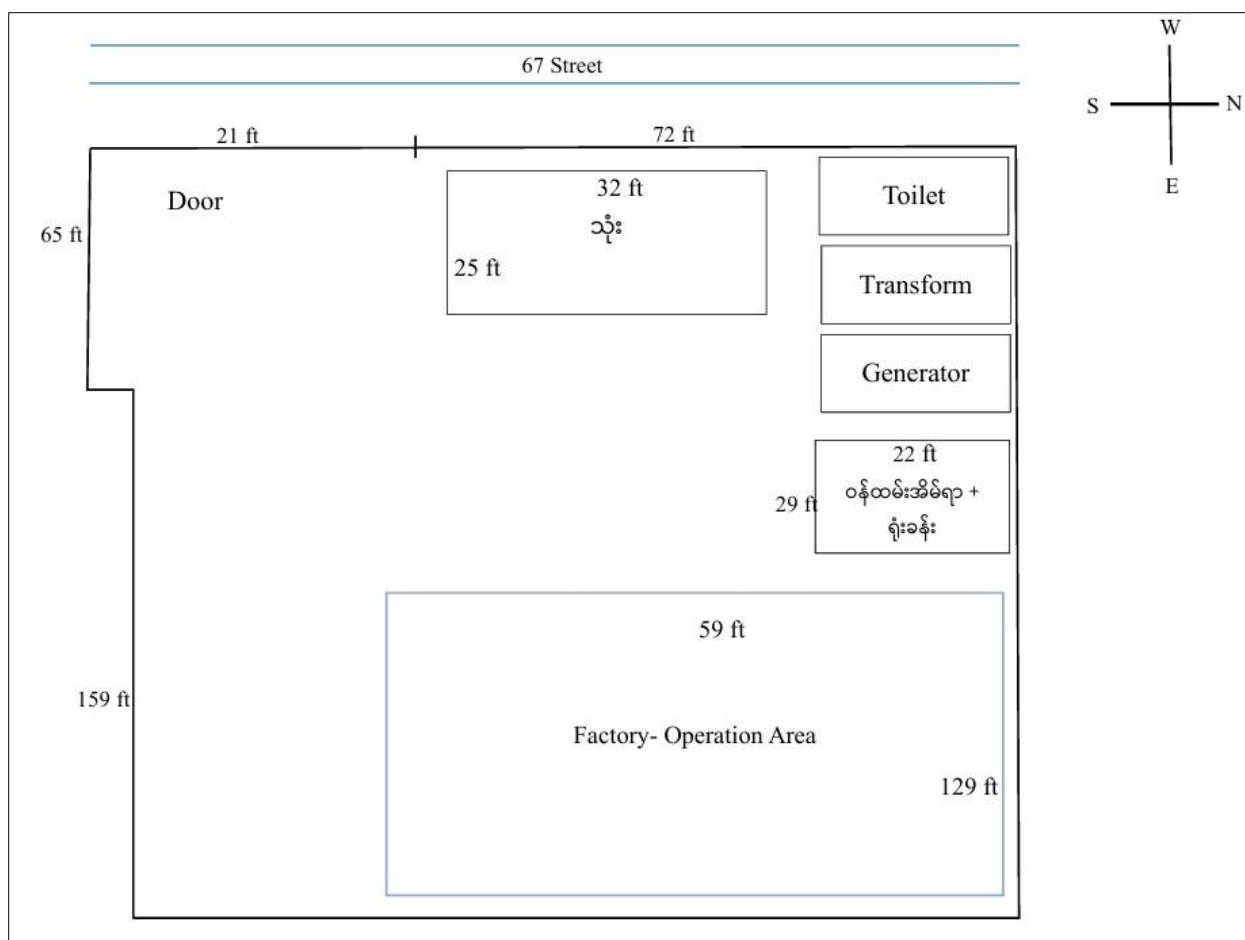 67 Street
W
S
N
E
21 ft
72 ft
65 ft
Door
32 ft
သုံး
25 ft
Toilet
Transform
Generator
22 ft
29 ft
ဝန်ထမ်းအိမ်ရာ +
ရုံးခန်း
59 ft
159 ft
Factory- Operation Area
129 ft